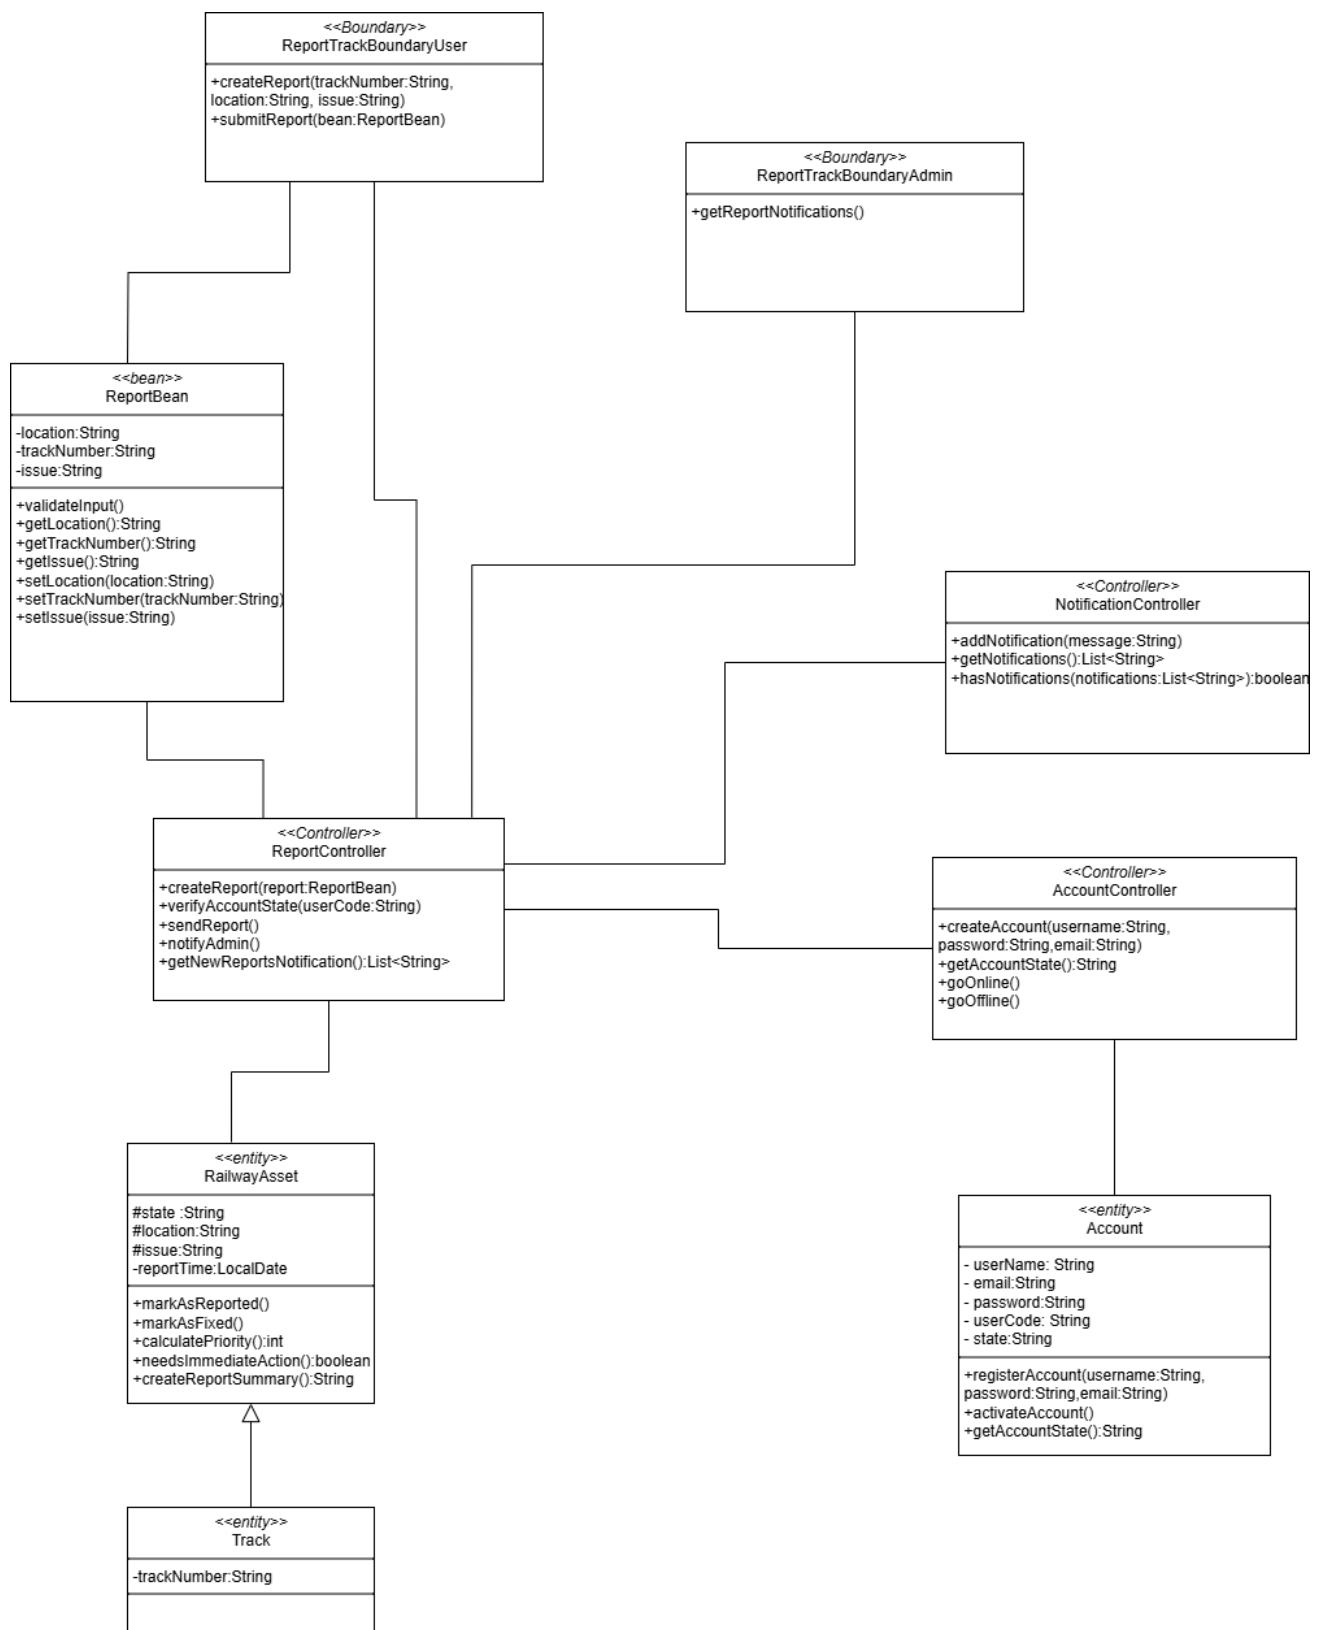 <<Boundary>>
ReportTrackBoundaryUser
+createReport(trackNumber:String,
location:String, issue:String)
+submitReport(bean:ReportBean)
<<Boundary>>
ReportTrackBoundaryAdmin
+getReportNotifications()
<<bean>>
ReportBean
-location:String
-trackNumber:String
-issue:String
+validateInput()
+getLocation():String
+getTrackNumber():String
+getIssue():String
+setLocation(location:String)
+setTrackNumber(trackNumber:String)
+setIssue(issue:String)
<<Controller>>
NotificationController
+addNotification(message:String)
+getNotifications():List<String>
+hasNotifications(notifications:List<String>):boolean
<<Controller>>
ReportController
+createReport(report:ReportBean)
+verifyAccountState(userCode:String)
+sendReport()
+notifyAdmin()
+getNewReportsNotification():List<String>
<<Controller>>
AccountController
+createAccount(username:String,
password:String,email:String)
+getAccountState():String
+goOnline()
+goOffline()
<<entity>>
RailwayAsset
#state :String
#location:String
#issue:String
-reportTime:LocalDate
+markAsReported()
+markAsFixed()
+calculatePriority():int
+needsImmediateAction():boolean
+createReportSummary():String
<<entity>>
Account
- userName: String
- email:String
- password:String
- userCode: String
- state:String
+registerAccount(username:String,
password:String,email:String)
+activateAccount()
+getAccountState():String
<<entity>>
Track
-trackNumber:String